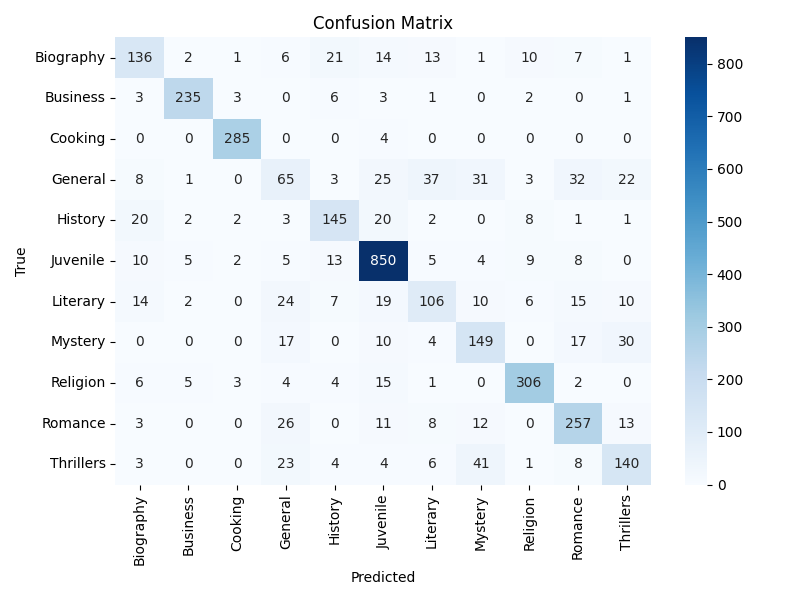 Confusion Matrix
Biography 136 2 1 6 21 14 13 1 10 7 1
Business 3 235 3 0 6 3 1 0 2 0 1
Cooking 0 0 285 0 0 4 0 0 0 0 0
General 8 1 0 65 3 25 37 31 3 32 22
History 20 2 2 3 145 20 2 0 8 1 1
Juvenile 10 5 2 5 13 850 5 4 9 8 0
Literary 14 2 0 24 7 19 106 10 6 15 10
Mystery 0 0 0 17 0 10 4 149 0 17 30
Religion 6 5 3 4 4 15 1 0 306 2 0
Romance 3 0 0 26 0 11 8 12 0 257 13
Thrillers 3 0 0 23 4 4 6 41 1 8 140
Biography Business Cooking General History Juvenile Literary Mystery Religion Romance Thrillers
Predicted
True
800
700
600
500
400
300
200
100
0